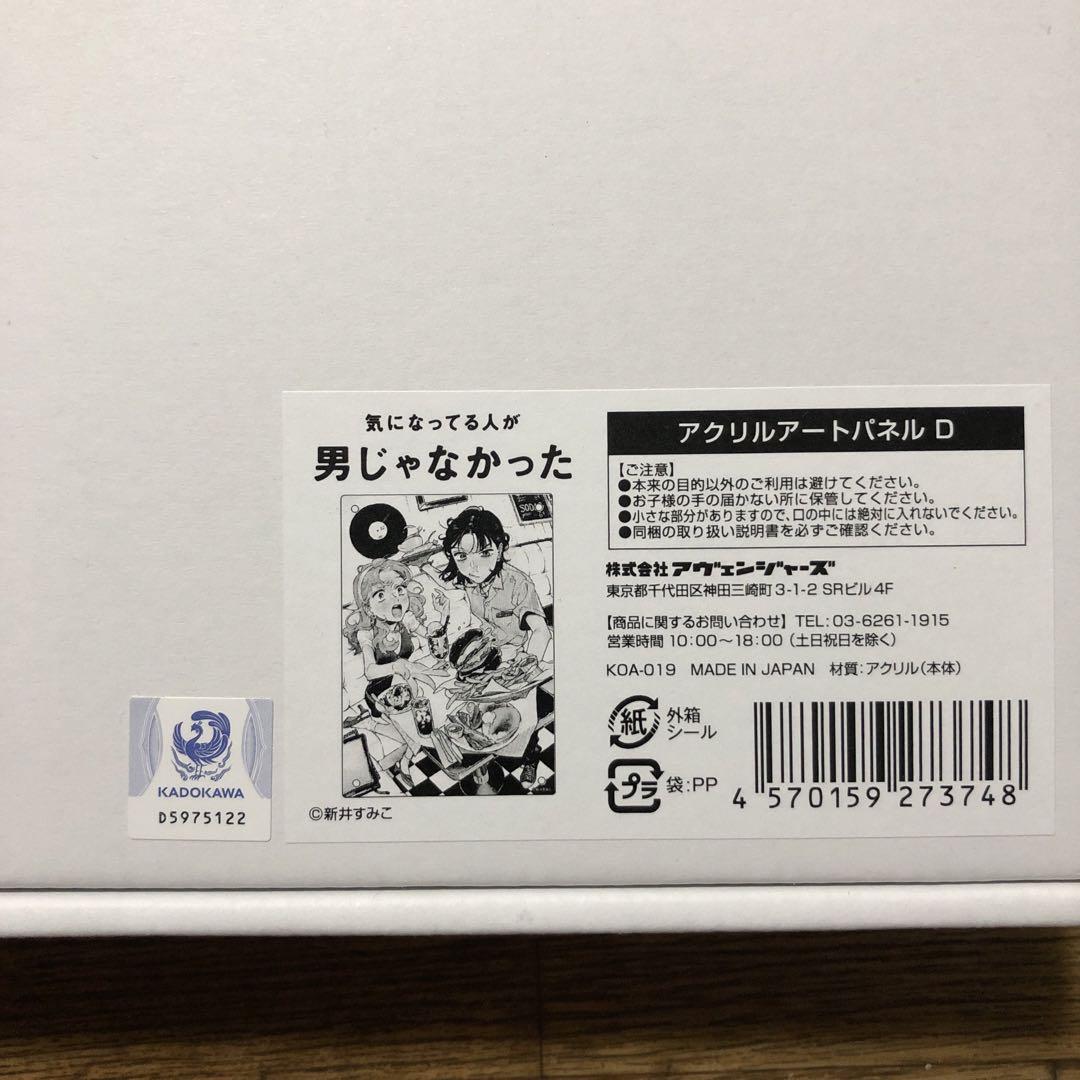 気になってる人が
男じゃなかった
SODA
©新井すみこ
KADOKAWA
D5975122
アクリルアートパネル D
【ご注意】
●本来の目的以外のご利用は避けてください。
●お子様の手の届かない所に保管してください。
●小さな部分がありますので、口の中には絶対に入れないでください。
●同梱の取り扱い説明書を必ずご確認ください。
株式会社アヴェンジャーズ
東京都千代田区神田三崎町3-1-2 SRビル4F
【商品に関するお問い合わせ】TEL:03-6261-1915
営業時間 10:00～18:00（土日祝日を除く）
KOA-019 MADE IN JAPAN 材質:アクリル(本体)
紙 外箱
シール
プラ 袋:PP
4 570159 273748